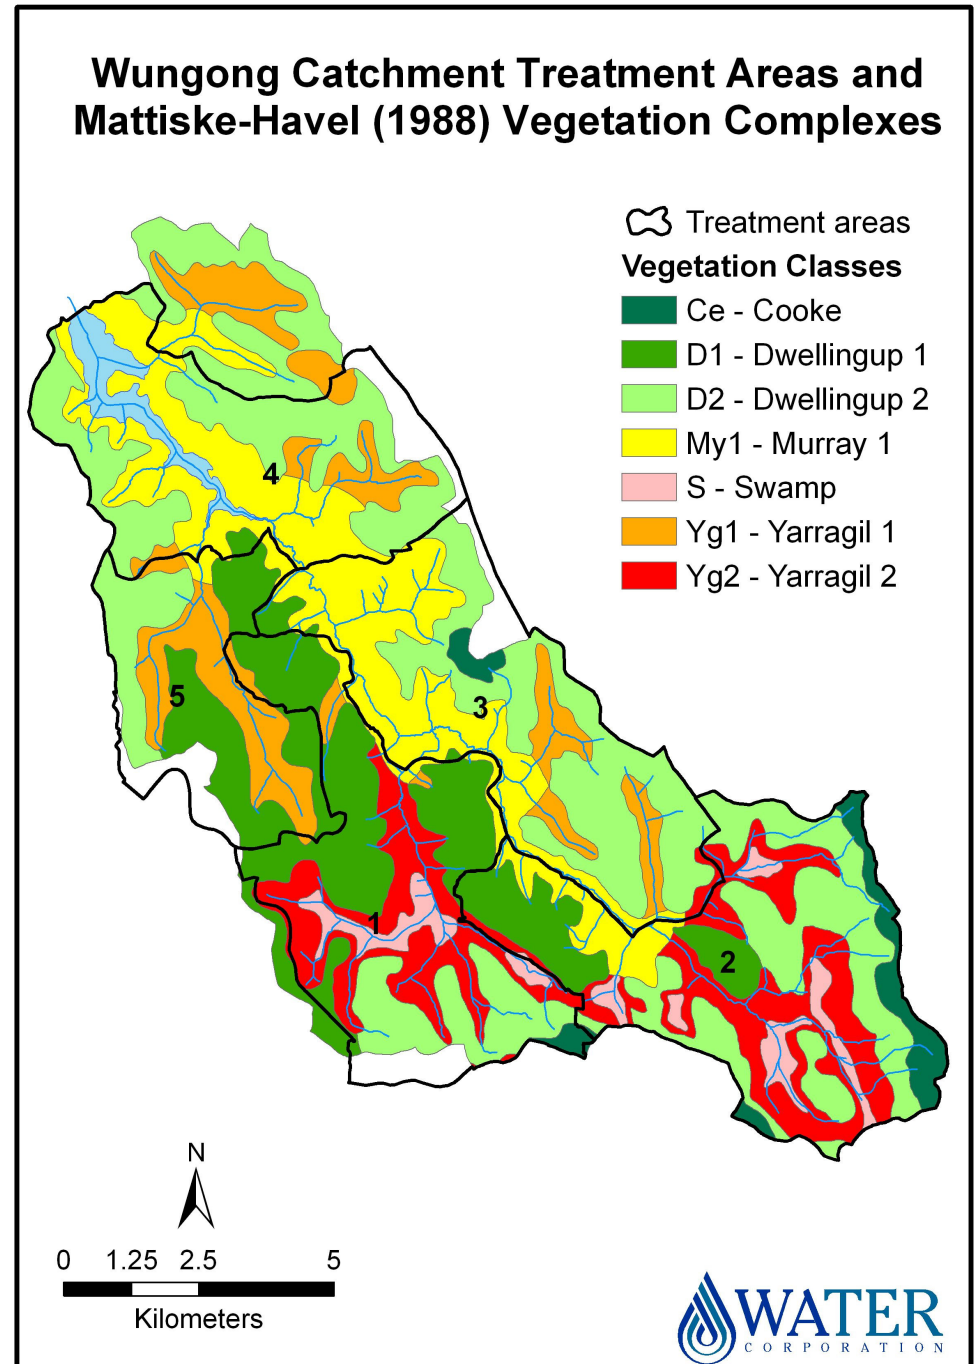 Wungong Catchment Treatment Areas and
Mattiske-Havel (1988) Vegetation Complexes
Treatment areas
Vegetation Classes
Ce - Cooke
D1 - Dwellingup 1
D2 - Dwellingup 2
My1 - Murray 1
S - Swamp
Yg1 - Yarragil 1
Yg2 - Yarragil 2
4
5
3
1
2
N
0 1.25 2.5 5
Kilometers
WATER
CORPORATION